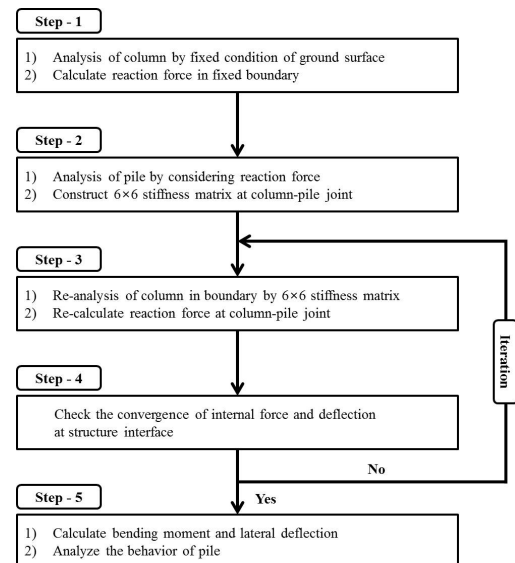 Step - 1
1) Analysis of column by fixed condition of ground surface
2) Calculate reaction force in fixed boundary
Step - 2
1) Analysis of pile by considering reaction force
2) Construct 6×6 stiffness matrix at column-pile joint
Step - 3
1) Re-analysis of column in boundary by 6×6 stiffness matrix
2) Re-calculate reaction force at column-pile joint
Iteration
Step - 4
Check the convergence of internal force and deflection
at structure interface
No
Yes
Step - 5
1) Calculate bending moment and lateral deflection
2) Analyze the behavior of pile